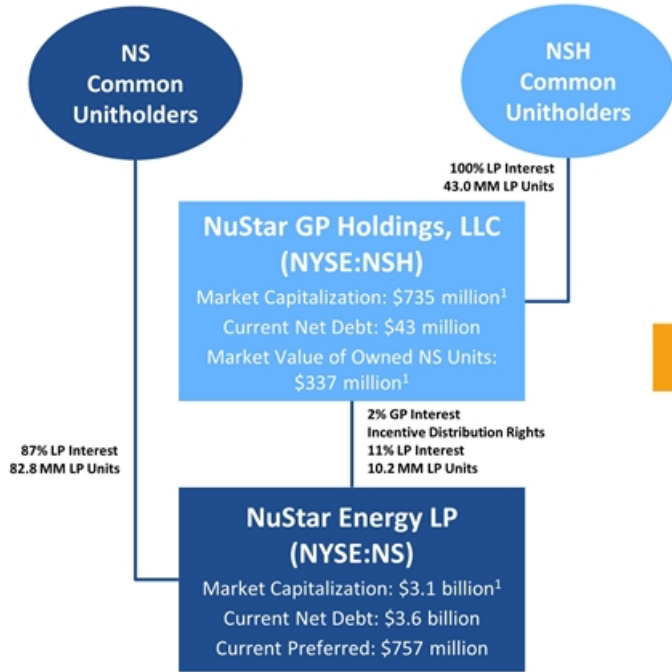 NS
Common
Unitholders
NSH
Common
Unitholders
100% LP Interest
43.0 MM LP Units
NuStar GP Holdings, LLC
(NYSE:NSH)
Market Capitalization: $735 million¹
Current Net Debt: $43 million
Market Value of Owned NS Units:
$337 million¹
2% GP Interest
Incentive Distribution Rights
11% LP Interest
10.2 MM LP Units
87% LP Interest
82.8 MM LP Units
NuStar Energy LP
(NYSE:NS)
Market Capitalization: $3.1 billion¹
Current Net Debt: $3.6 billion
Current Preferred: $757 million